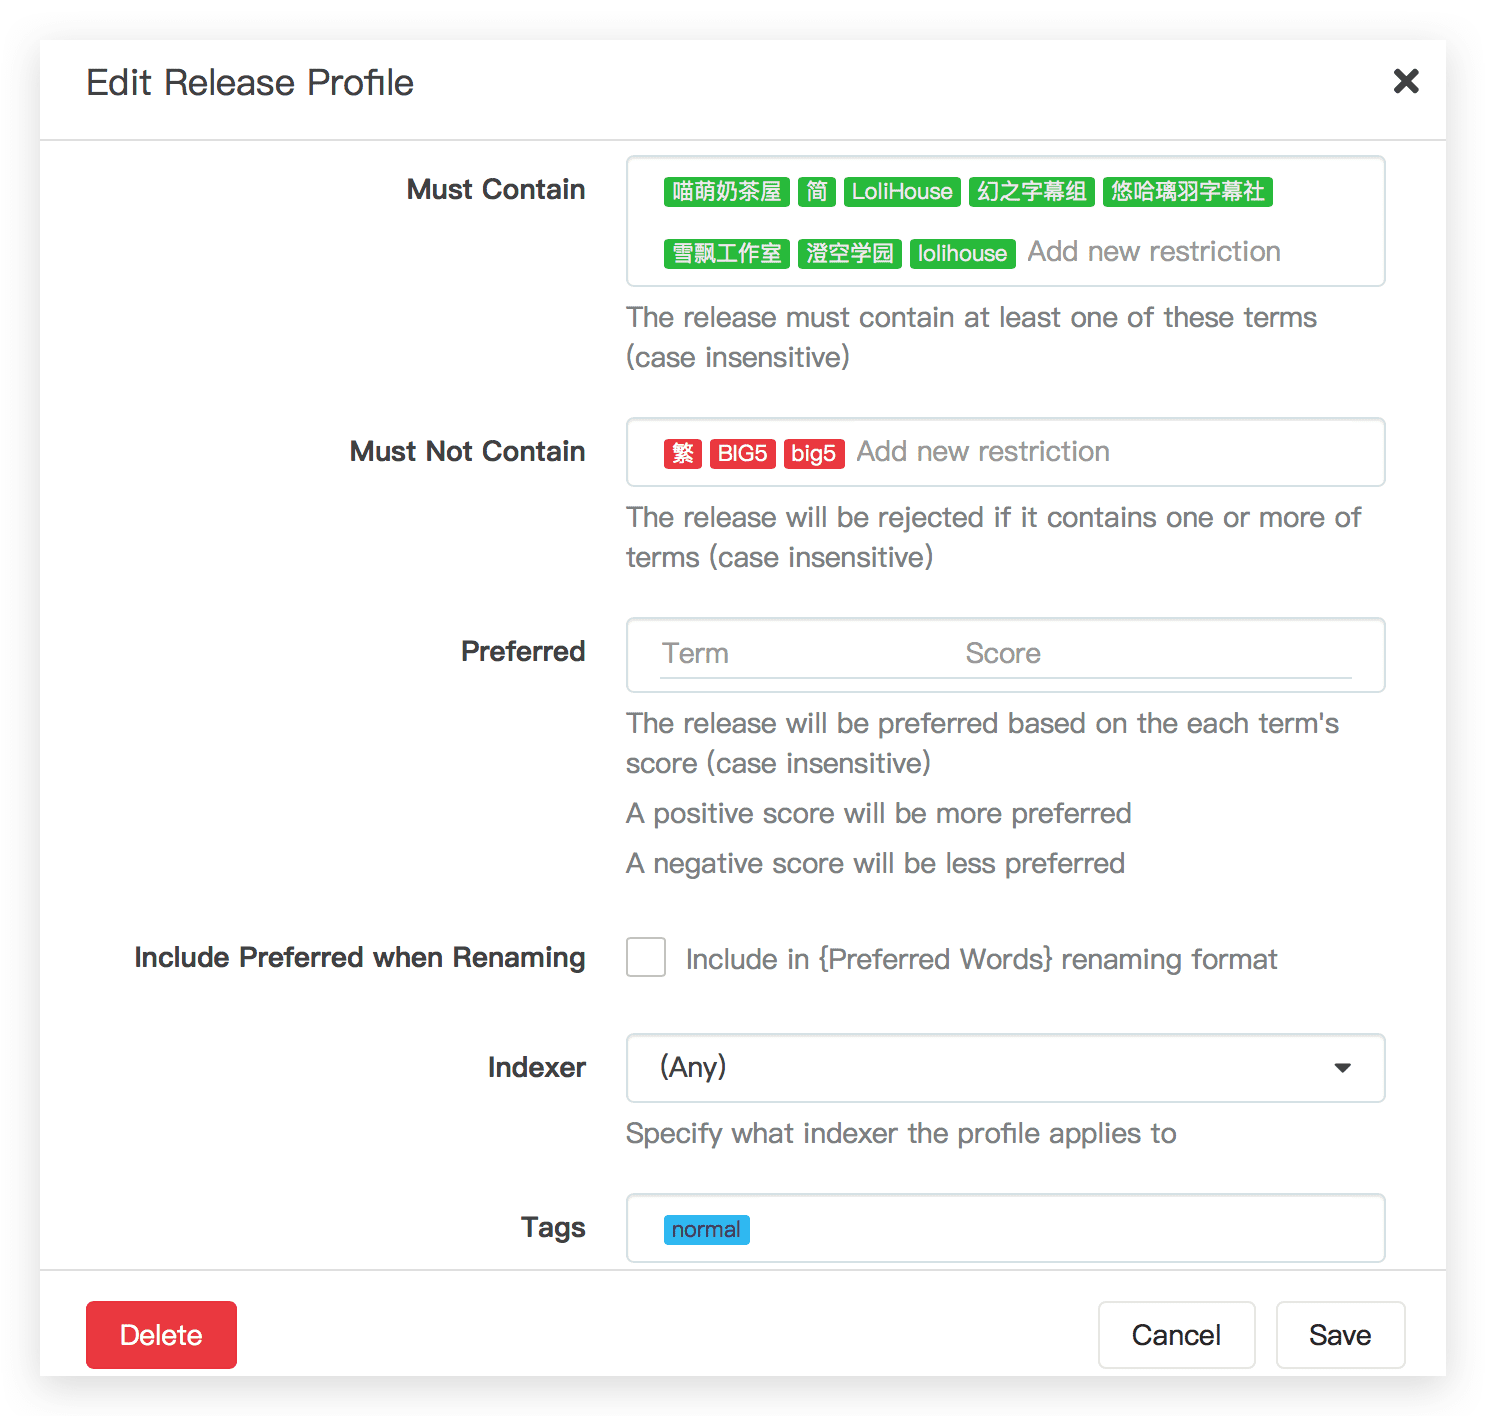 Edit Release Profile
Must Contain
喵萌奶茶屋 简 LoliHouse 幻之字幕组 悠哈璃羽字幕社
雪飘工作室 澄空学园 lolihouse Add new restriction
The release must contain at least one of these terms
(case insensitive)
Must Not Contain
繁 BIG5 big5 Add new restriction
The release will be rejected if it contains one or more of
terms (case insensitive)
Preferred
Term Score
The release will be preferred based on the each term's
score (case insensitive)
A positive score will be more preferred
A negative score will be less preferred
Include Preferred when Renaming
Include in {Preferred Words} renaming format
Indexer
(Any)
Specify what indexer the profile applies to
Tags
normal
Delete
Cancel
Save